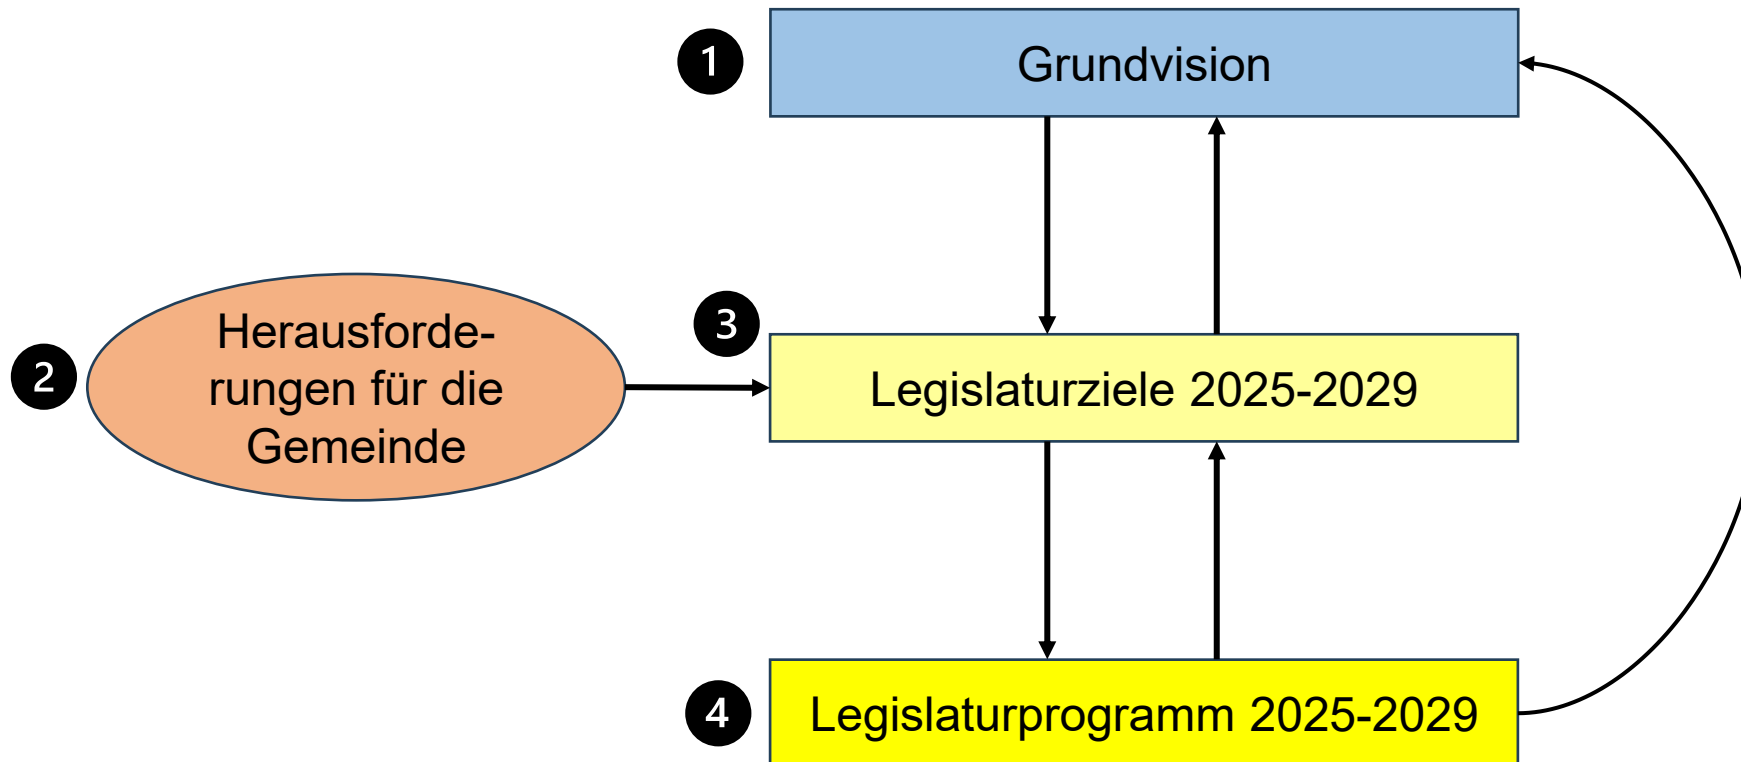 1
Grundvision
2
Herausforde-
rungen für die
Gemeinde
3
Legislaturziele 2025-2029
4
Legislaturprogramm 2025-2029